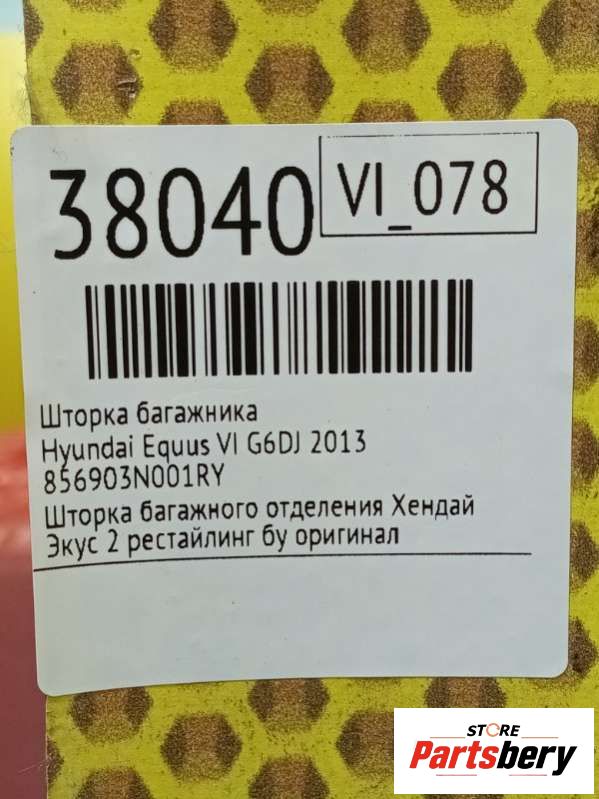 38040
VI_078
Шторка багажника
Hyundai Equus VI G6DJ 2013
856903N001RY
Шторка багажного отделения Хендай
Экус 2 рестайлинг бу оригинал
STORE
Partsbery